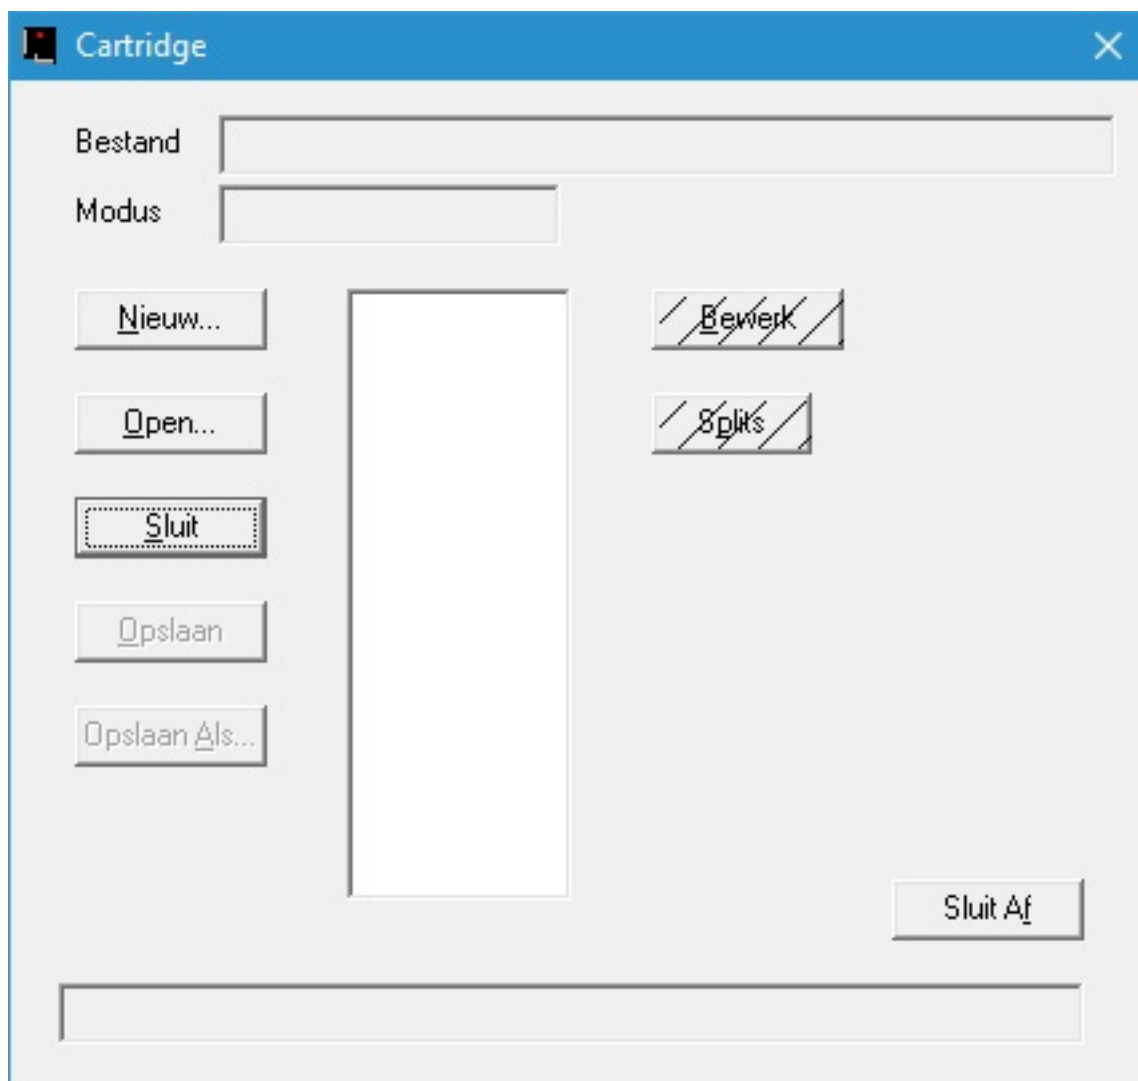 Cartridge
Bestand
Modus
Nieuw...
Bewerk
Open...
Splits
Sluit
Opslaan
Opslaan Als...
Sluit Af